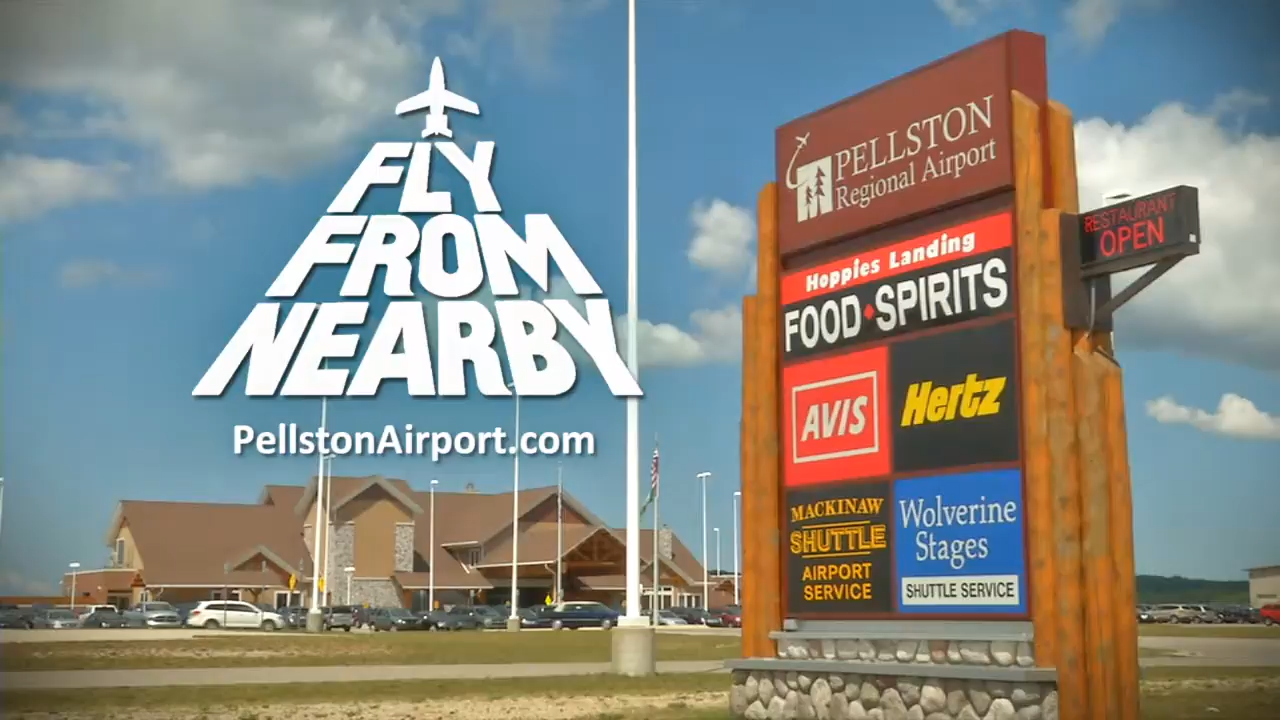 FLY
FROM
NEARBY
PellstonAirport.com
PELLSTON
Regional Airport
RESTAURANT
OPEN
Hoppies Landing
FOOD SPIRITS
AVIS
Hertz
MACKINAW
SHUTTLE
AIRPORT
SERVICE
Wolverine
Stages
SHUTTLE SERVICE